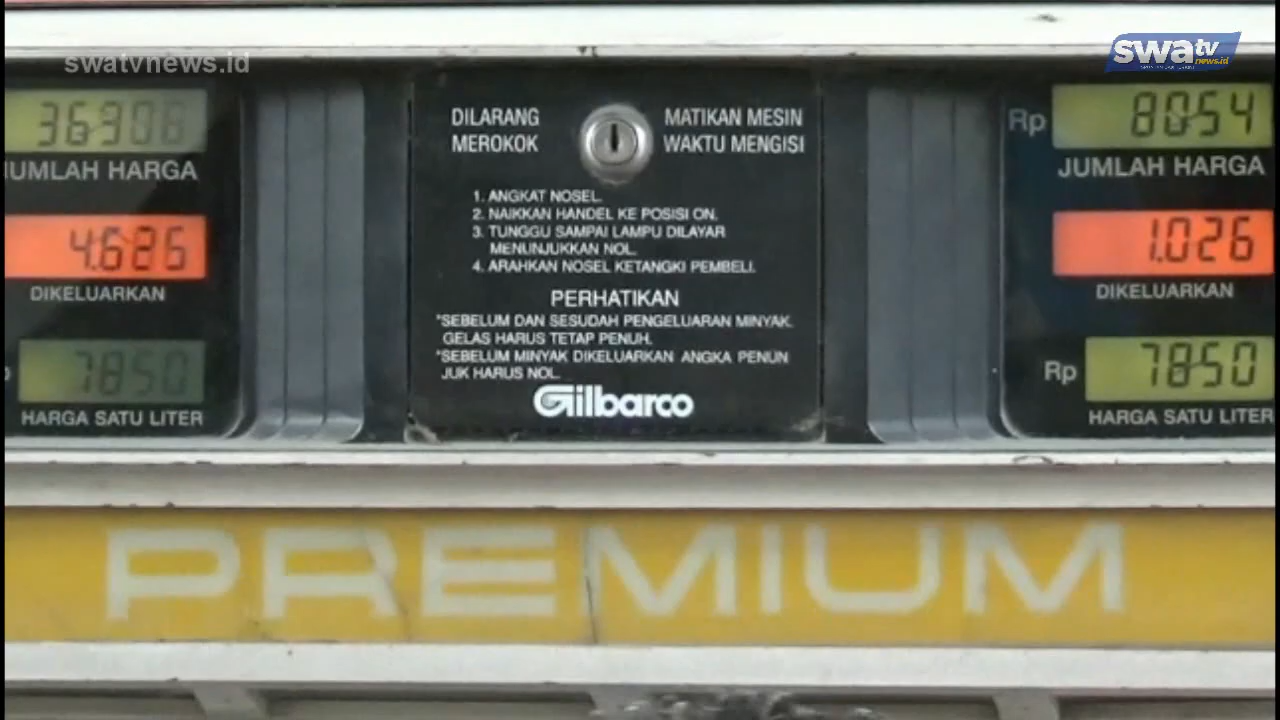 swatvnews.id
swatv
news.id
36308
JUMLAH HARGA
4.626
DIKELUARKAN
7850
HARGA SATU LITER
DILARANG
MEROKOK
MATIKAN MESIN
WAKTU MENGISI
1. ANGKAT NOSEL.
2. NAIKKAN HANDEL KE POSISI ON.
3. TUNGGU SAMPAI LAMPU DILAYAR
MENUNJUKKAN NOL.
4. ARAHKAN NOSEL KETANGKI PEMBELI.
PERHATIKAN
*SEBELUM DAN SESUDAH PENGELUARAN MINYAK.
GELAS HARUS TETAP PENUH.
*SEBELUM MINYAK DIKELUARKAN ANGKA PENUN
JUK HARUS NOL.
Gilbarco
Rp 8054
JUMLAH HARGA
1.026
DIKELUARKAN
Rp 7850
HARGA SATU LITER
PREMIUM